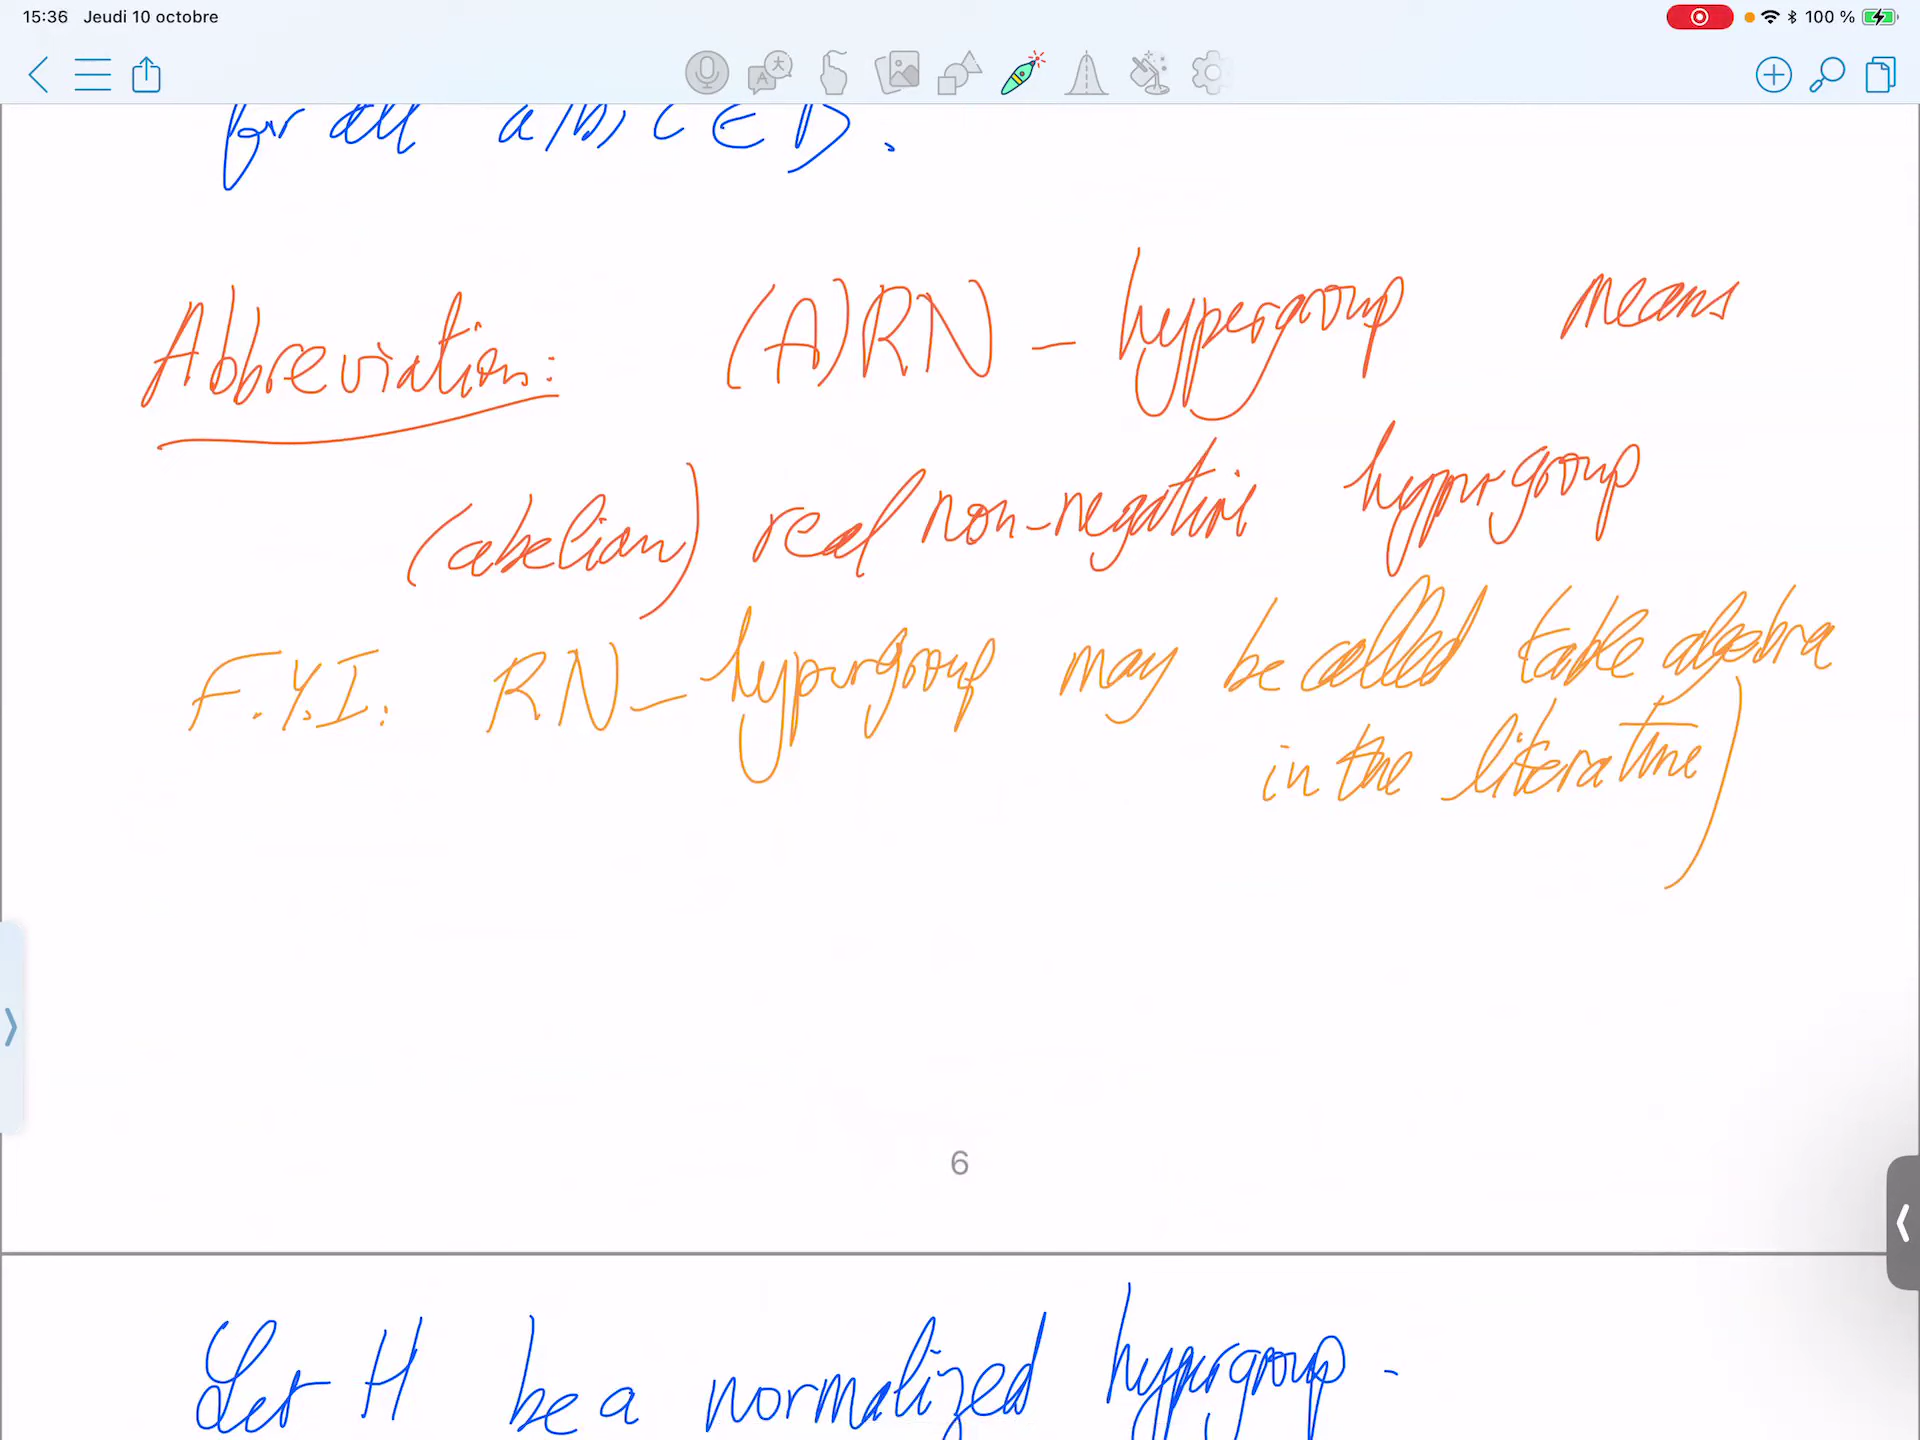 15:36 Jeudi 10 octobre 100 %
for all a, b, c ∈ D.
Abbreviation: (A)RN - hypergroup means
(abelian) real non-negative hypergroup
F.Y.I. RN - hypergroup may be called table algebra
in the literature)
6
Let H be a normalized hypergroup.